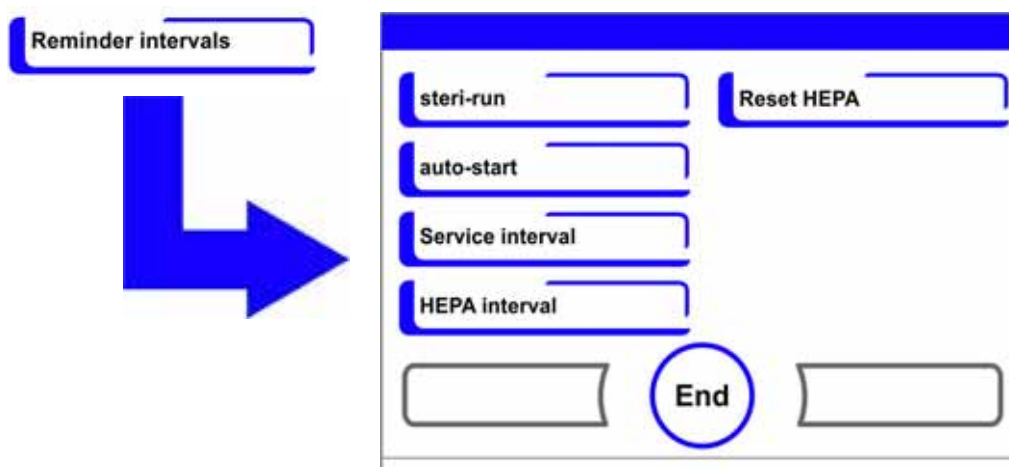 Reminder intervals
steri-run
Reset HEPA
auto-start
Service interval
HEPA interval
End